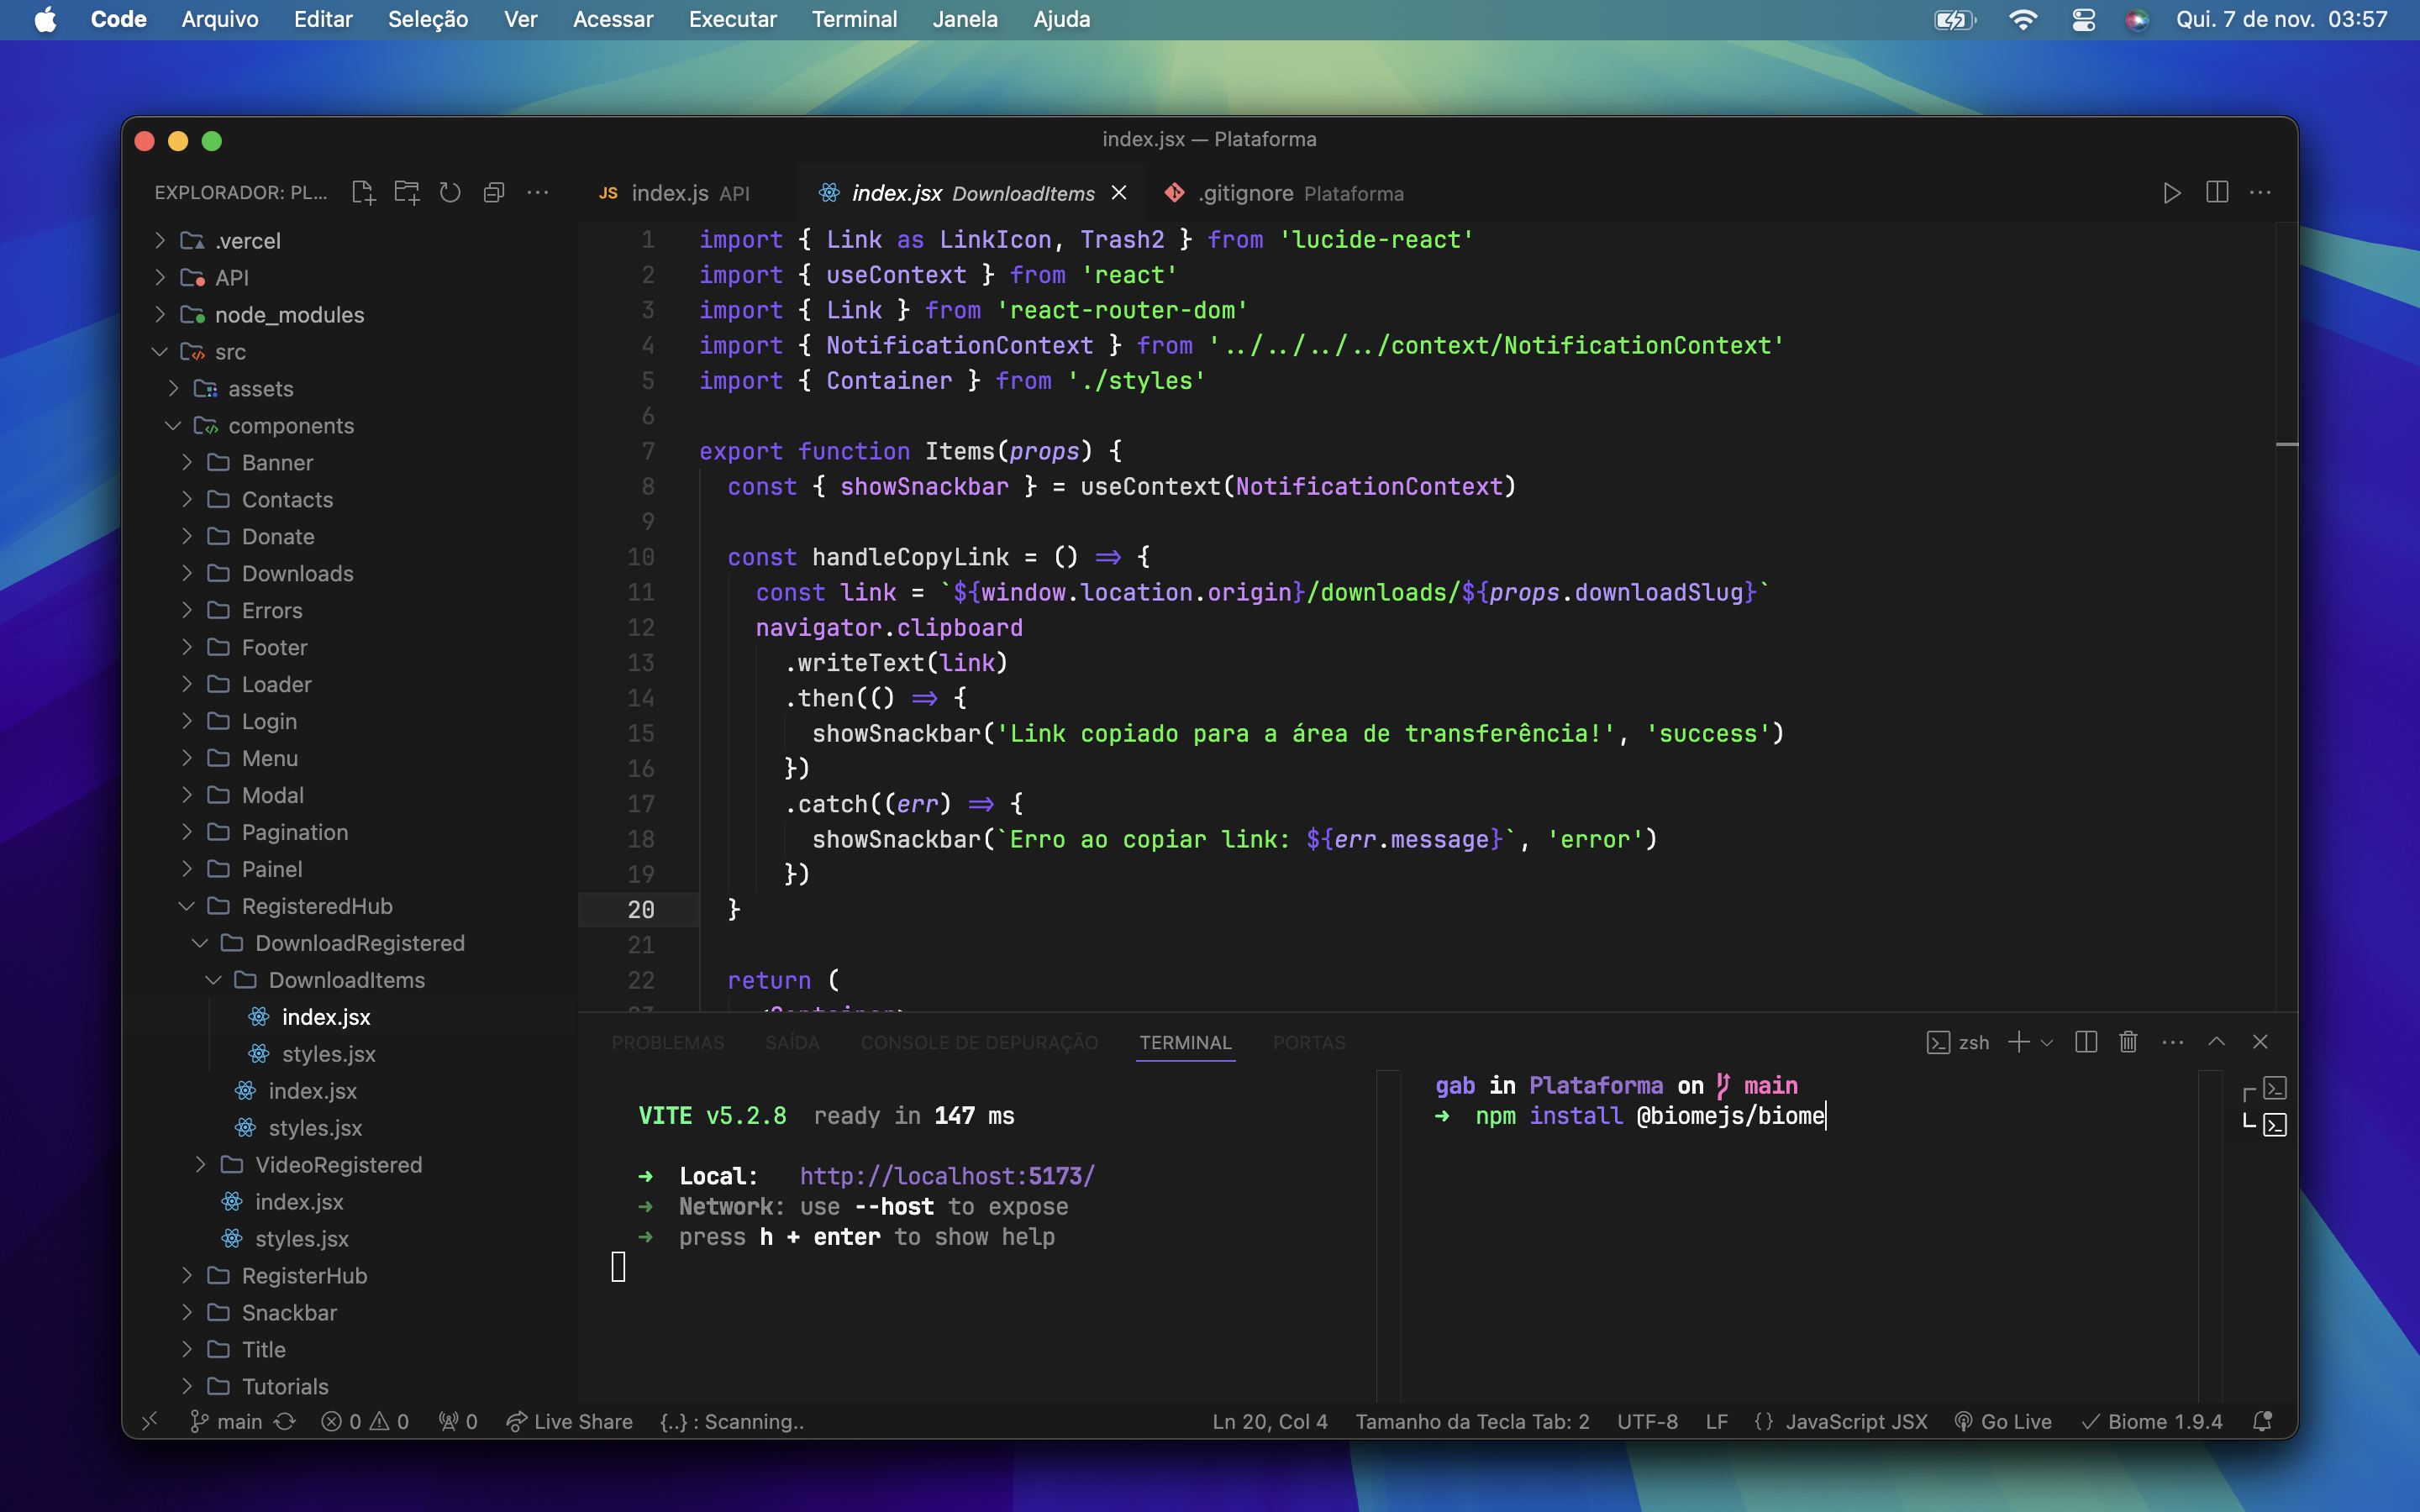 Code Arquivo Editar Seleção Ver Acessar Executar Terminal Janela Ajuda Qui. 7 de nov. 03:57
index.jsx — Plataforma
EXPLORADOR: PL...
JS index.js API index.jsx DownloadItems .gitignore Plataforma
.vercel
API
node_modules
src
assets
components
Banner
Contacts
Donate
Downloads
Errors
Footer
Loader
Login
Menu
Modal
Pagination
Painel
RegisteredHub
DownloadRegistered
DownloadItems
index.jsx
styles.jsx
index.jsx
styles.jsx
VideoRegistered
index.jsx
styles.jsx
RegisterHub
Snackbar
Title
Tutorials
1 import { Link as LinkIcon, Trash2 } from 'lucide-react'
2 import { useContext } from 'react'
3 import { Link } from 'react-router-dom'
4 import { NotificationContext } from '../../../../context/NotificationContext'
5 import { Container } from './styles'
6
7 export function Items(props) {
8 const { showSnackbar } = useContext(NotificationContext)
9
10 const handleCopyLink = () => {
11 const link = `${window.location.origin}/downloads/${props.downloadSlug}`
12 navigator.clipboard
13 .writeText(link)
14 .then(() => {
15 showSnackbar('Link copiado para a área de transferência!', 'success')
16 })
17 .catch((err) => {
18 showSnackbar(`Erro ao copiar link: ${err.message}`, 'error')
19 })
20 }
21
22 return (
PROBLEMAS SAÍDA CONSOLE DE DEPURAÇÃO TERMINAL PORTAS zsh
VITE v5.2.8 ready in 147 ms
➜ Local: http://localhost:5173/
➜ Network: use --host to expose
➜ press h + enter to show help
gab in Plataforma on main
➜ npm install @biomejs/biome
main 0 0 0 Live Share {..} : Scanning.. Ln 20, Col 4 Tamanho da Tecla Tab: 2 UTF-8 LF {} JavaScript JSX Go Live Biome 1.9.4